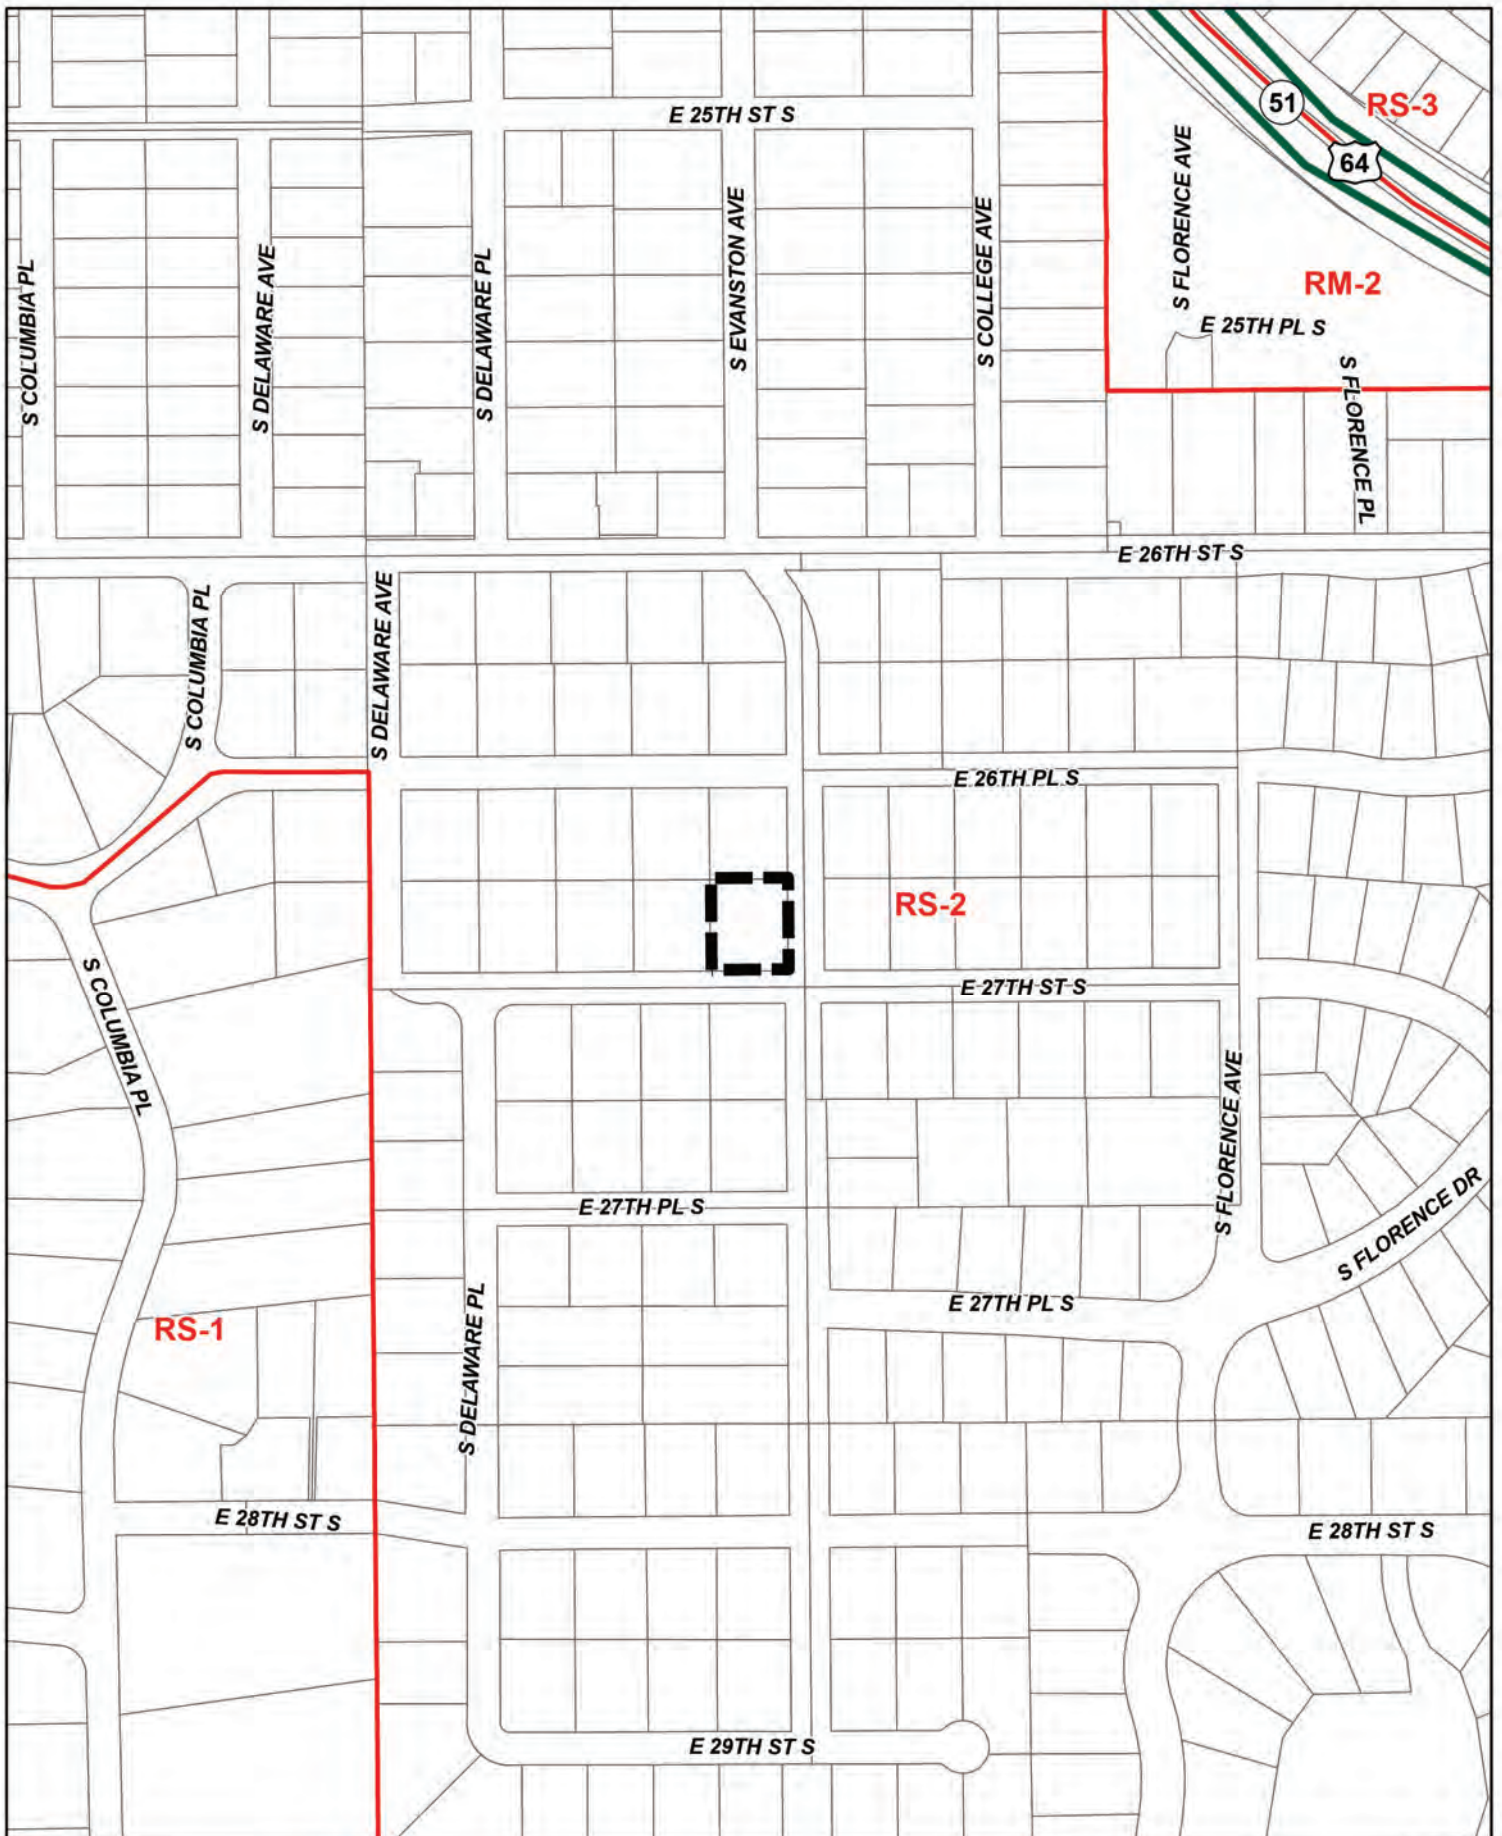 E 25TH ST S
51
RS-3
64
S FLORENCE AVE
S COLUMBIA PL
S DELAWARE AVE
S DELAWARE PL
S EVANSTON AVE
S COLLEGE AVE
RM-2
E 25TH PL S
S FLORENCE PL
E 26TH ST S
S COLUMBIA PL
S DELAWARE AVE
E 26TH PL S
RS-2
E 27TH ST S
S COLUMBIA PL
S FLORENCE AVE
E 27TH PL S
S FLORENCE DR
E 27TH PL S
RS-1
S DELAWARE PL
E 28TH ST S
E 28TH ST S
E 29TH ST S